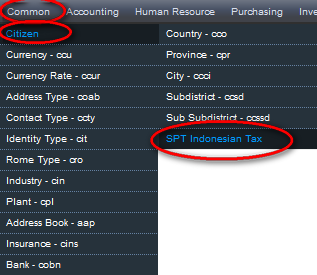 Common Accounting Human Resource Purchasing Inve
Citizen
Currency - ccu
Currency Rate - ccur
Address Type - coab
Contact Type - ccty
Identity Type - cit
Rome Type - cro
Industry - cin
Plant - cpl
Address Book - aap
Insurance - cins
Bank - cobn
Country - cco
Province - cpr
City - ccci
Subdistrict - ccsd
Sub Subdistrict - ccssd
SPT Indonesian Tax